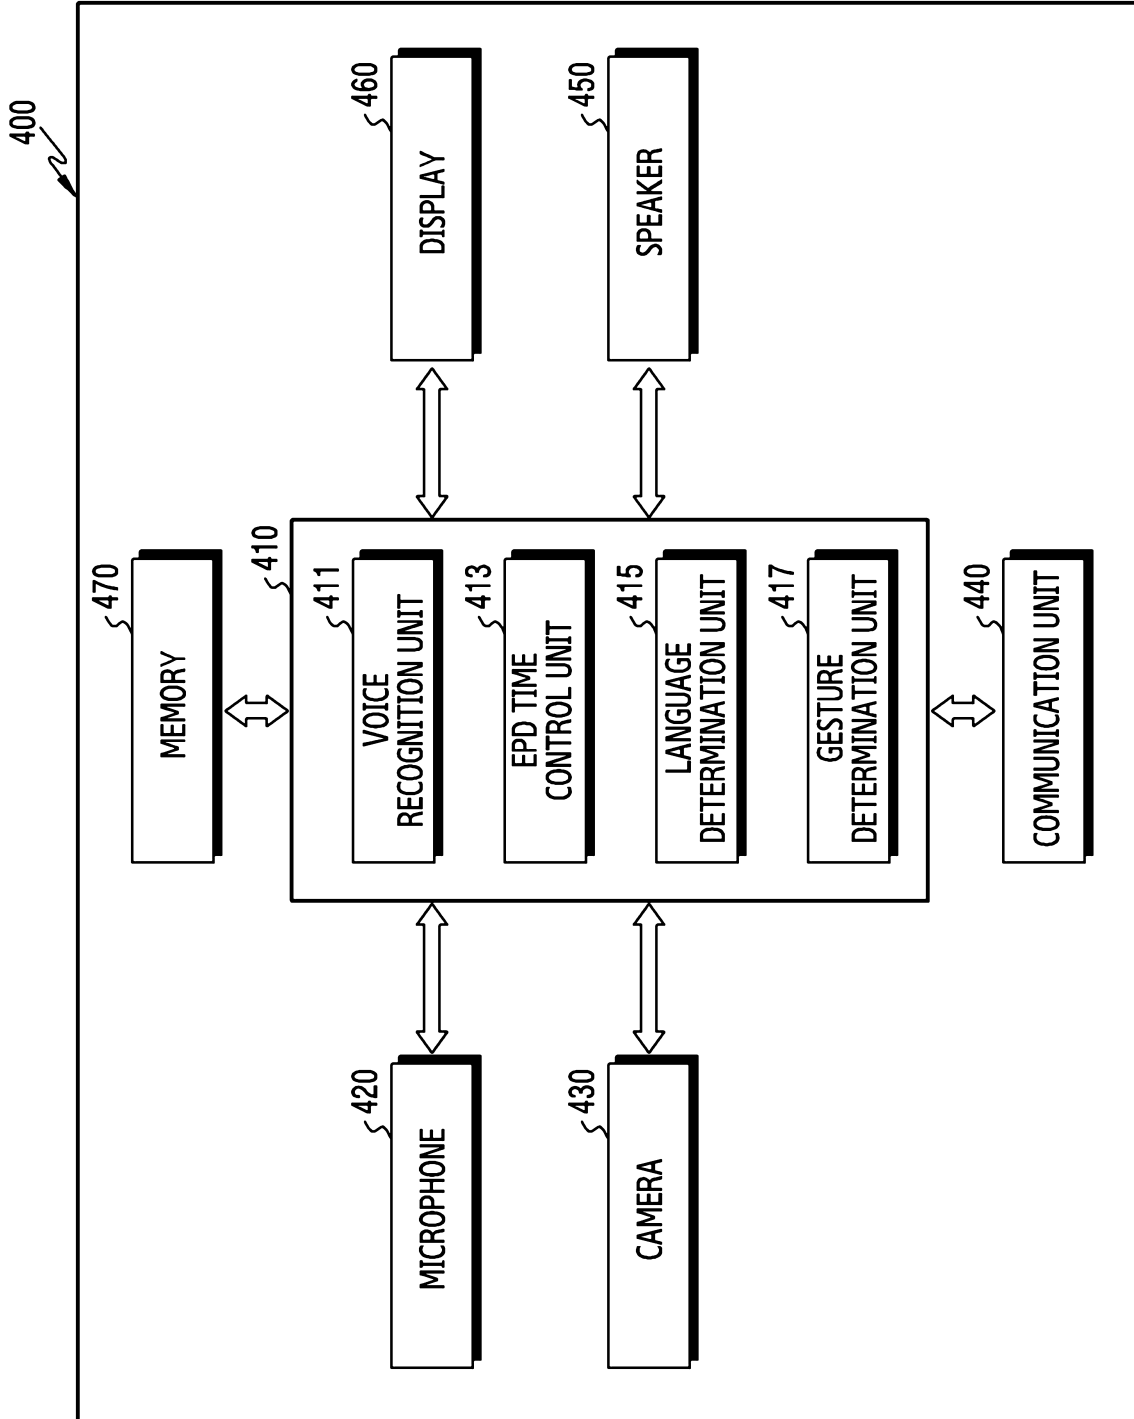 400
470
MEMORY
410
420
MICROPHONE
411
VOICE
RECOGNITION UNIT
460
DISPLAY
413
EPD TIME
CONTROL UNIT
430
CAMERA
415
LANGUAGE
DETERMINATION UNIT
450
SPEAKER
417
GESTURE
DETERMINATION UNIT
440
COMMUNICATION UNIT